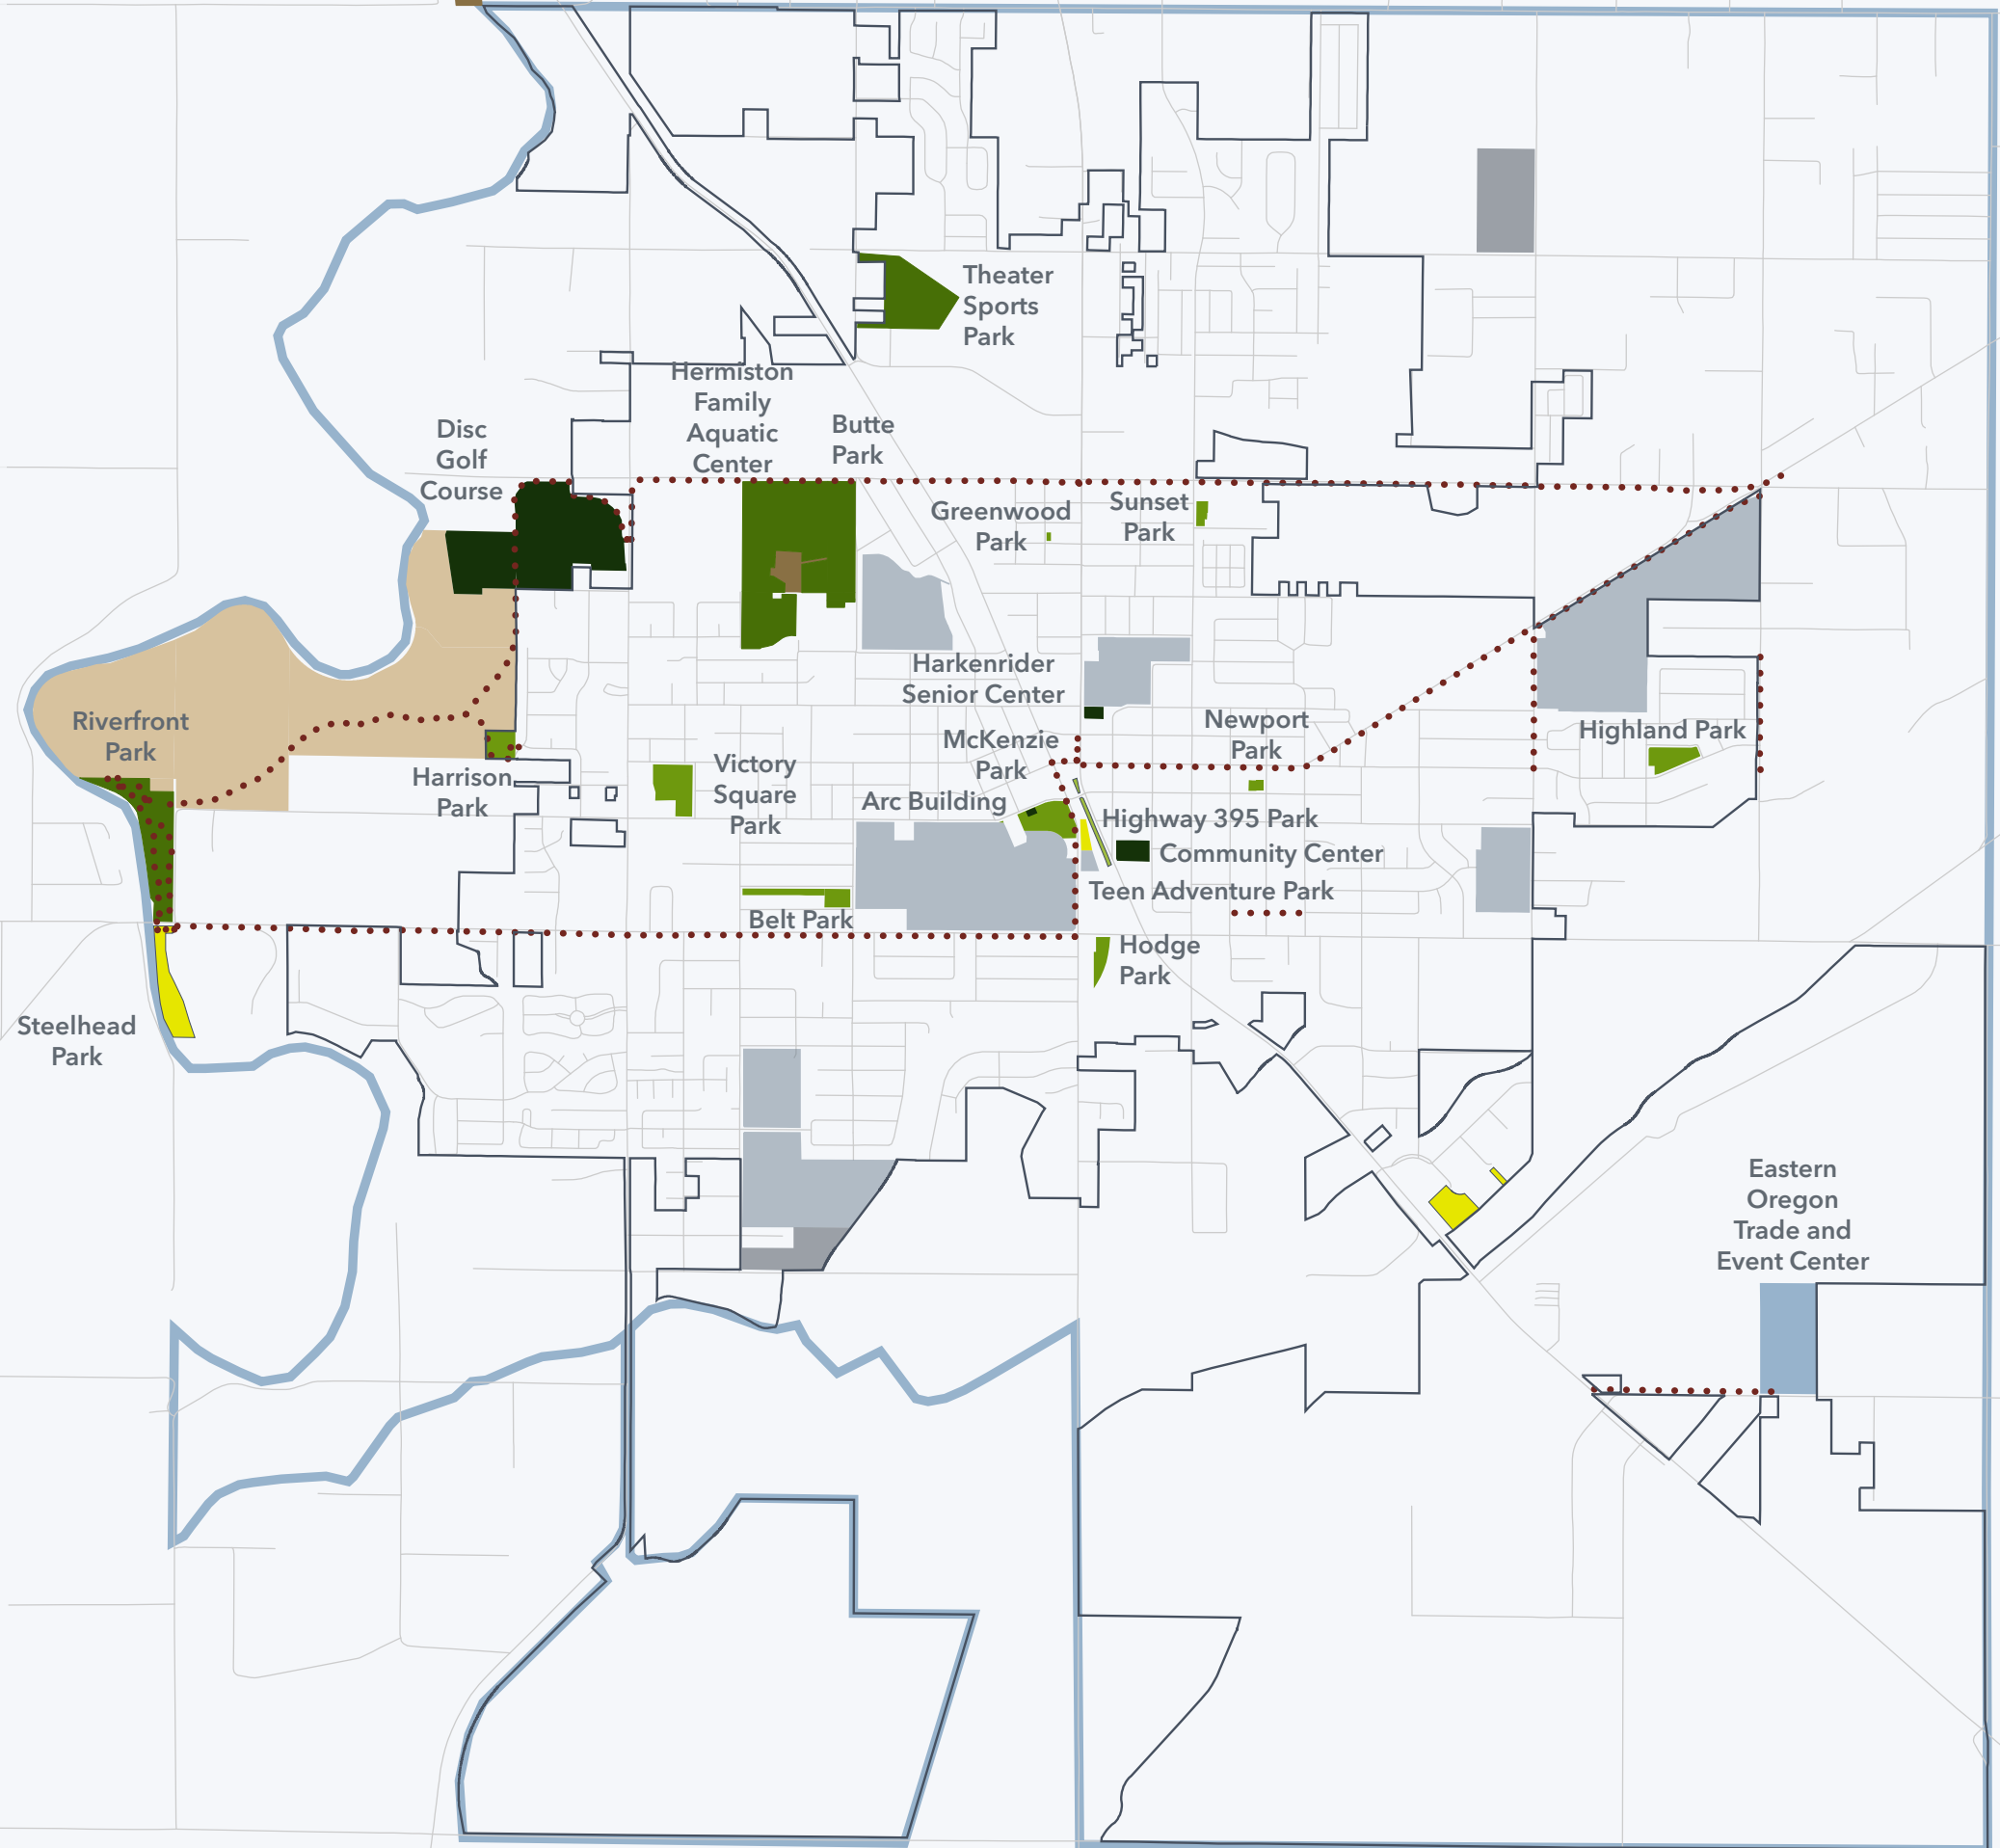 Theater
Sports
Park
Hermiston
Family
Aquatic
Center
Butte
Park
Disc
Golf
Course
Greenwood
Park
Sunset
Park
Harkenrider
Senior Center
Riverfront
Park
Newport
Park
Highland Park
McKenzie
Park
Harrison
Park
Victory
Square
Park
Arc Building
Highway 395 Park
Community Center
Teen Adventure Park
Belt Park
Hodge
Park
Steelhead
Park
Eastern
Oregon
Trade and
Event Center